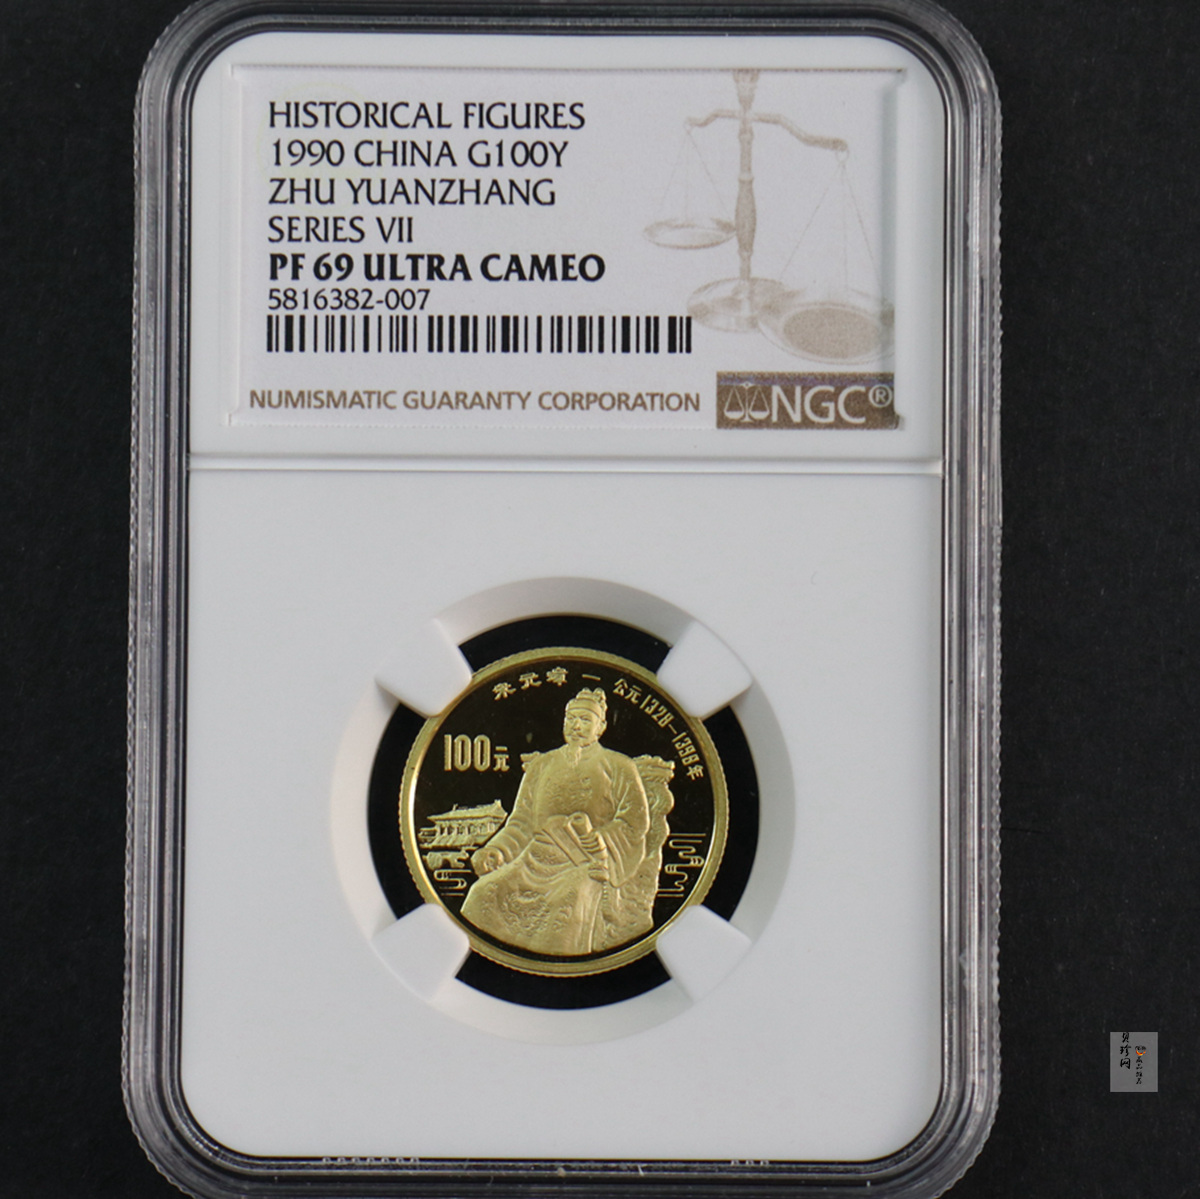 HISTORICAL FIGURES
1990 CHINA G100Y
ZHU YUANZHANG
SERIES VII
PF 69 ULTRA CAMEO
5816382-007
NUMISMATIC GUARANTY CORPORATION
NGC®
朱元璋 — 公元1328—1398年
100元